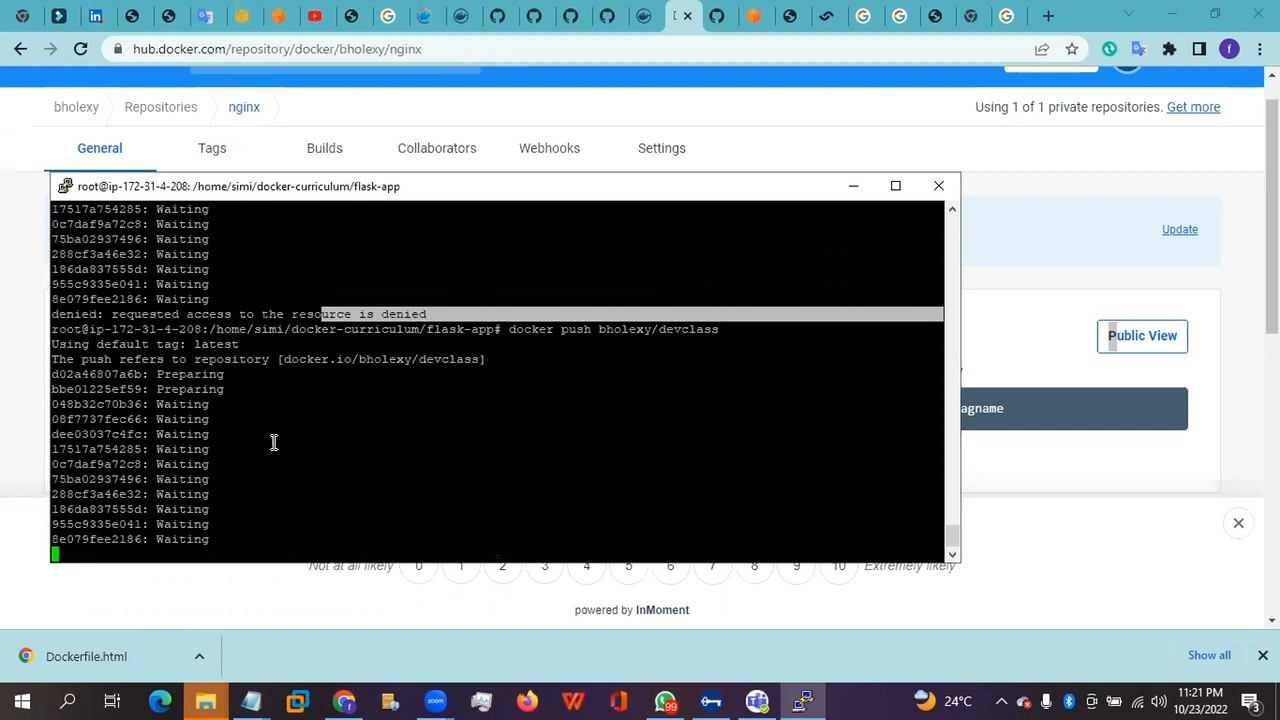 hub.docker.com/repository/docker/bholexy/nginx
f
bholexy
Repositories
nginx
Using 1 of 1 private repositories. Get more
General
Tags
Builds
Collaborators
Webhooks
Settings
root@ip-172-31-4-208: /home/simi/docker-curriculum/flask-app
17517a754285: Waiting
0c7daf9a72c8: Waiting
75ba02937496: Waiting
288cf3a46e32: Waiting
186da837555d: Waiting
955c9335e041: Waiting
8e079fee2186: Waiting
denied: requested access to the resource is denied
root@ip-172-31-4-208:/home/simi/docker-curriculum/flask-app# docker push bholexy/devclass
Using default tag: latest
The push refers to repository [docker.io/bholexy/devclass]
d02a46807a6b: Preparing
bbe01225ef59: Preparing
048b32c70b36: Waiting
08f7737fec66: Waiting
dee03037c4fc: Waiting
17517a754285: Waiting
0c7daf9a72c8: Waiting
75ba02937496: Waiting
288cf3a46e32: Waiting
186da837555d: Waiting
955c9335e041: Waiting
8e079fee2186: Waiting
Update
Public View
agname
Not at all likely 0 1 2 3 4 5 6 7 8 9 10 Extremely likely
powered by InMoment
Dockerfile.html
Show all
zoom
99
24°C
11:21 PM
10/23/2022
3